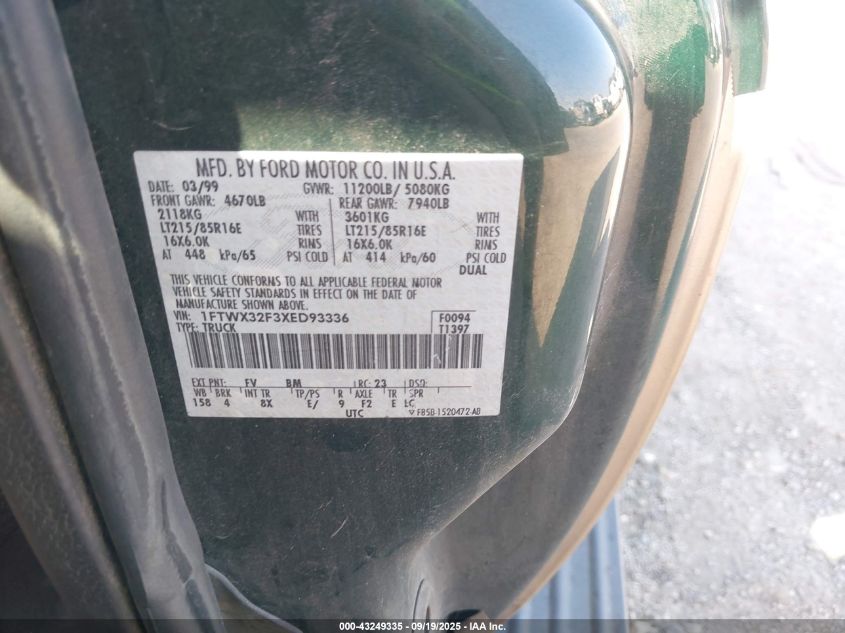 MFD. BY FORD MOTOR CO. IN U.S.A.
DATE: 03/99 GVWR: 11200LB/ 5080KG
FRONT GAWR: 4670LB REAR GAWR: 7940LB
2118KG WITH 3601KG WITH
LT215/85R16E TIRES LT215/85R16E TIRES
16X6.0K RIMS 16X6.0K RIMS
AT 448 kPa/65 PSI COLD AT 414 kPa/60 PSI COLD
DUAL
THIS VEHICLE CONFORMS TO ALL APPLICABLE FEDERAL MOTOR
VEHICLE SAFETY STANDARDS IN EFFECT ON THE DATE OF
MANUFACTURE SHOWN ABOVE.
VIN: 1FTWX32F3XED93336 F0094
TYPE: TRUCK T1397
EXT PNT: FV BM RC: 23 DSO:
WB BRK INT TR TP/PS R AXLE TR SPR
158 4 8X E/ 9 F2 E LC
UTC F85B-1520472-AB
000-43249335 - 09/19/2025 - IAA Inc.